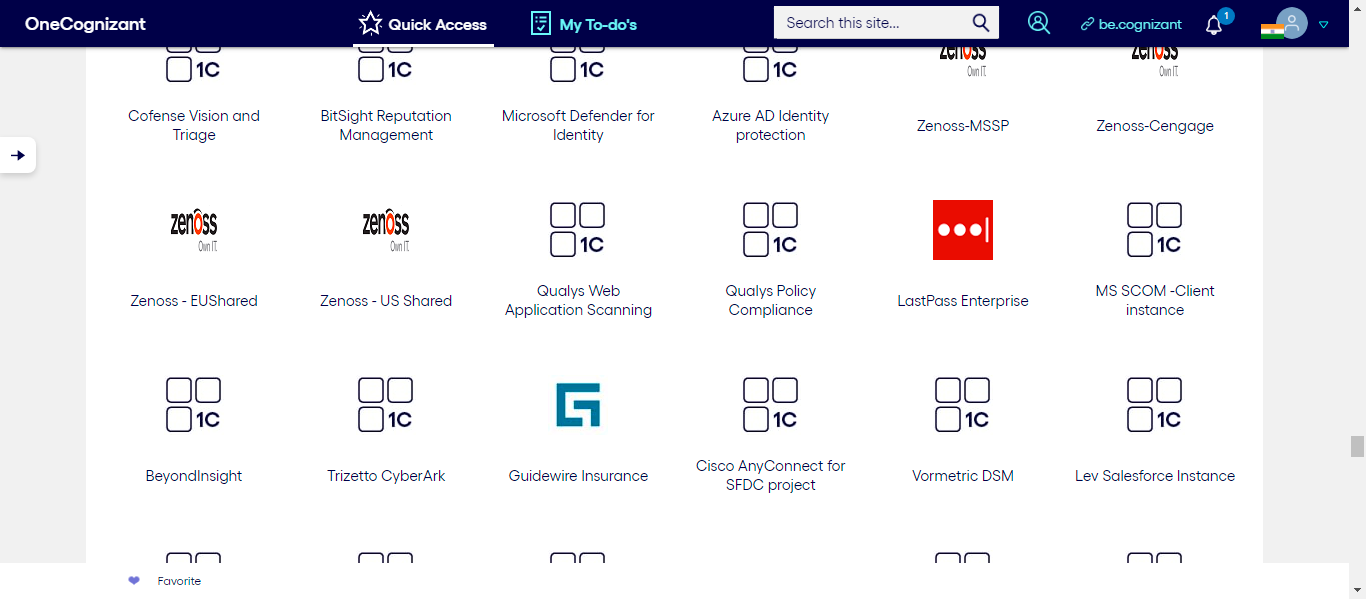 OneCognizant
Quick Access
My To-do's
Search this site...
be.cognizant
1
1C
1C
1C
1C
zenoss
Own IT.
zenoss
Own IT.
Cofense Vision and
Triage
BitSight Reputation
Management
Microsoft Defender for
Identity
Azure AD Identity
protection
Zenoss-MSSP
Zenoss-Cengage
zenoss
Own IT.
zenoss
Own IT.
1C
1C
1C
Zenoss - EUShared
Zenoss - US Shared
Qualys Web
Application Scanning
Qualys Policy
Compliance
LastPass Enterprise
MS SCOM -Client
instance
1C
1C
1C
1C
1C
BeyondInsight
Trizetto CyberArk
Guidewire Insurance
Cisco AnyConnect for
SFDC project
Vormetric DSM
Lev Salesforce Instance
Favorite